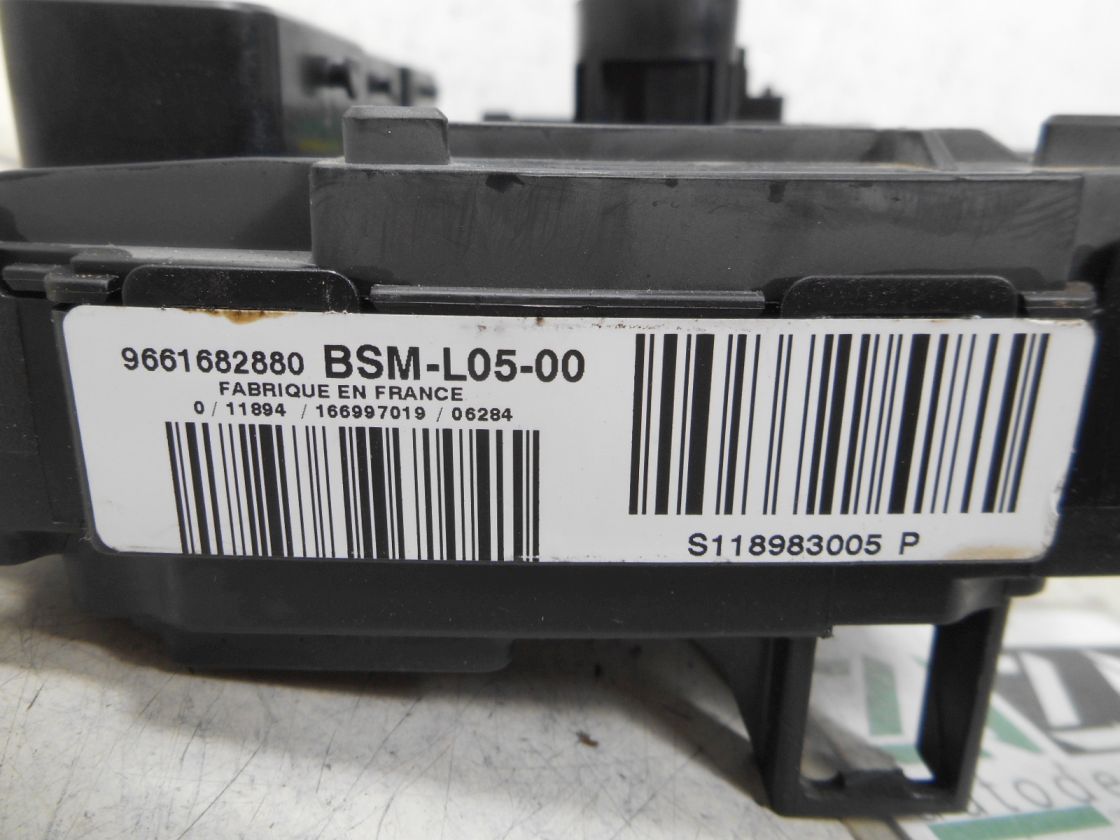 9661682880 BSM-L05-00
FABRIQUE EN FRANCE
0 / 11894 / 166997019 / 06284
S118983005 P